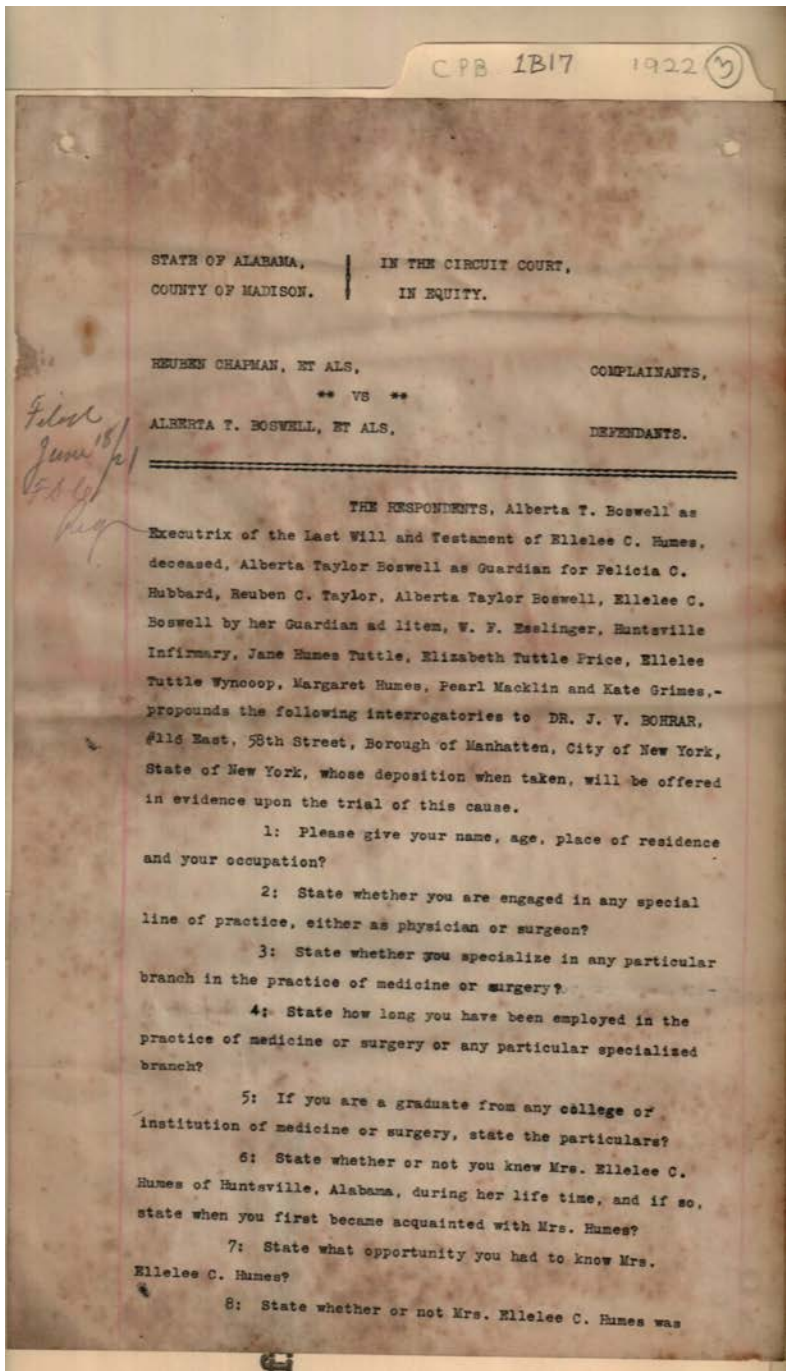 CPB 1B17 1922 3
STATE OF ALABAMA, IN THE CIRCUIT COURT,
COUNTY OF MADISON. IN EQUITY.
REUBEN CHAPMAN, ET ALS, COMPLAINANTS,
** VS **
ALBERTA T. BOSWELL, ET ALS, DEFENDANTS.
Filed
June 18/21
THE RESPONDENTS, Alberta T. Boswell as
Executrix of the Last Will and Testament of Ellelee C. Humes,
deceased, Alberta Taylor Boswell as Guardian for Felicia C.
Hubbard, Reuben C. Taylor, Alberta Taylor Boswell, Ellelee C.
Boswell by her Guardian ad litem, W. F. Esslinger, Huntsville
Infirmary, Jane Humes Tuttle, Elizabeth Tuttle Price, Ellelee
Tuttle Wyncoop, Margaret Humes, Pearl Macklin and Kate Grimes,-
propounds the following interrogatories to DR. J. V. BOHRAR,
#116 East, 58th Street, Borough of Manhatten, City of New York,
State of New York, whose deposition when taken, will be offered
in evidence upon the trial of this cause.
1: Please give your name, age, place of residence
and your occupation?
2: State whether you are engaged in any special
line of practice, either as physician or surgeon?
3: State whether you specialize in any particular
branch in the practice of medicine or surgery?
4: State how long you have been employed in the
practice of medicine or surgery or any particular specialized
branch?
5: If you are a graduate from any college or
institution of medicine or surgery, state the particulars?
6: State whether or not you knew Mrs. Ellelee C.
Humes of Huntsville, Alabama, during her life time, and if so,
state when you first became acquainted with Mrs. Humes?
7: State what opportunity you had to know Mrs.
Ellelee C. Humes?
8: State whether or not Mrs. Ellelee C. Humes was